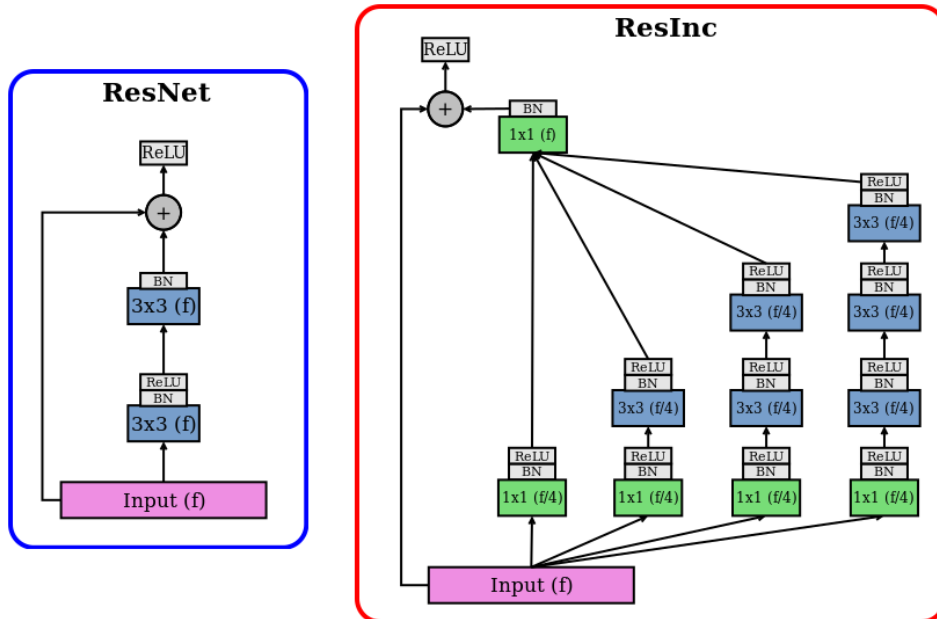 ResNet
ReLU
+
BN
3x3 (f)
ReLU
BN
3x3 (f)
Input (f)
ResInc
ReLU
+
BN
1x1 (f)
ReLU
BN
3x3 (f/4)
ReLU
BN
3x3 (f/4)
ReLU
BN
3x3 (f/4)
ReLU
BN
3x3 (f/4)
ReLU
BN
3x3 (f/4)
ReLU
BN
3x3 (f/4)
ReLU
BN
1x1 (f/4)
ReLU
BN
1x1 (f/4)
ReLU
BN
1x1 (f/4)
ReLU
BN
1x1 (f/4)
Input (f)